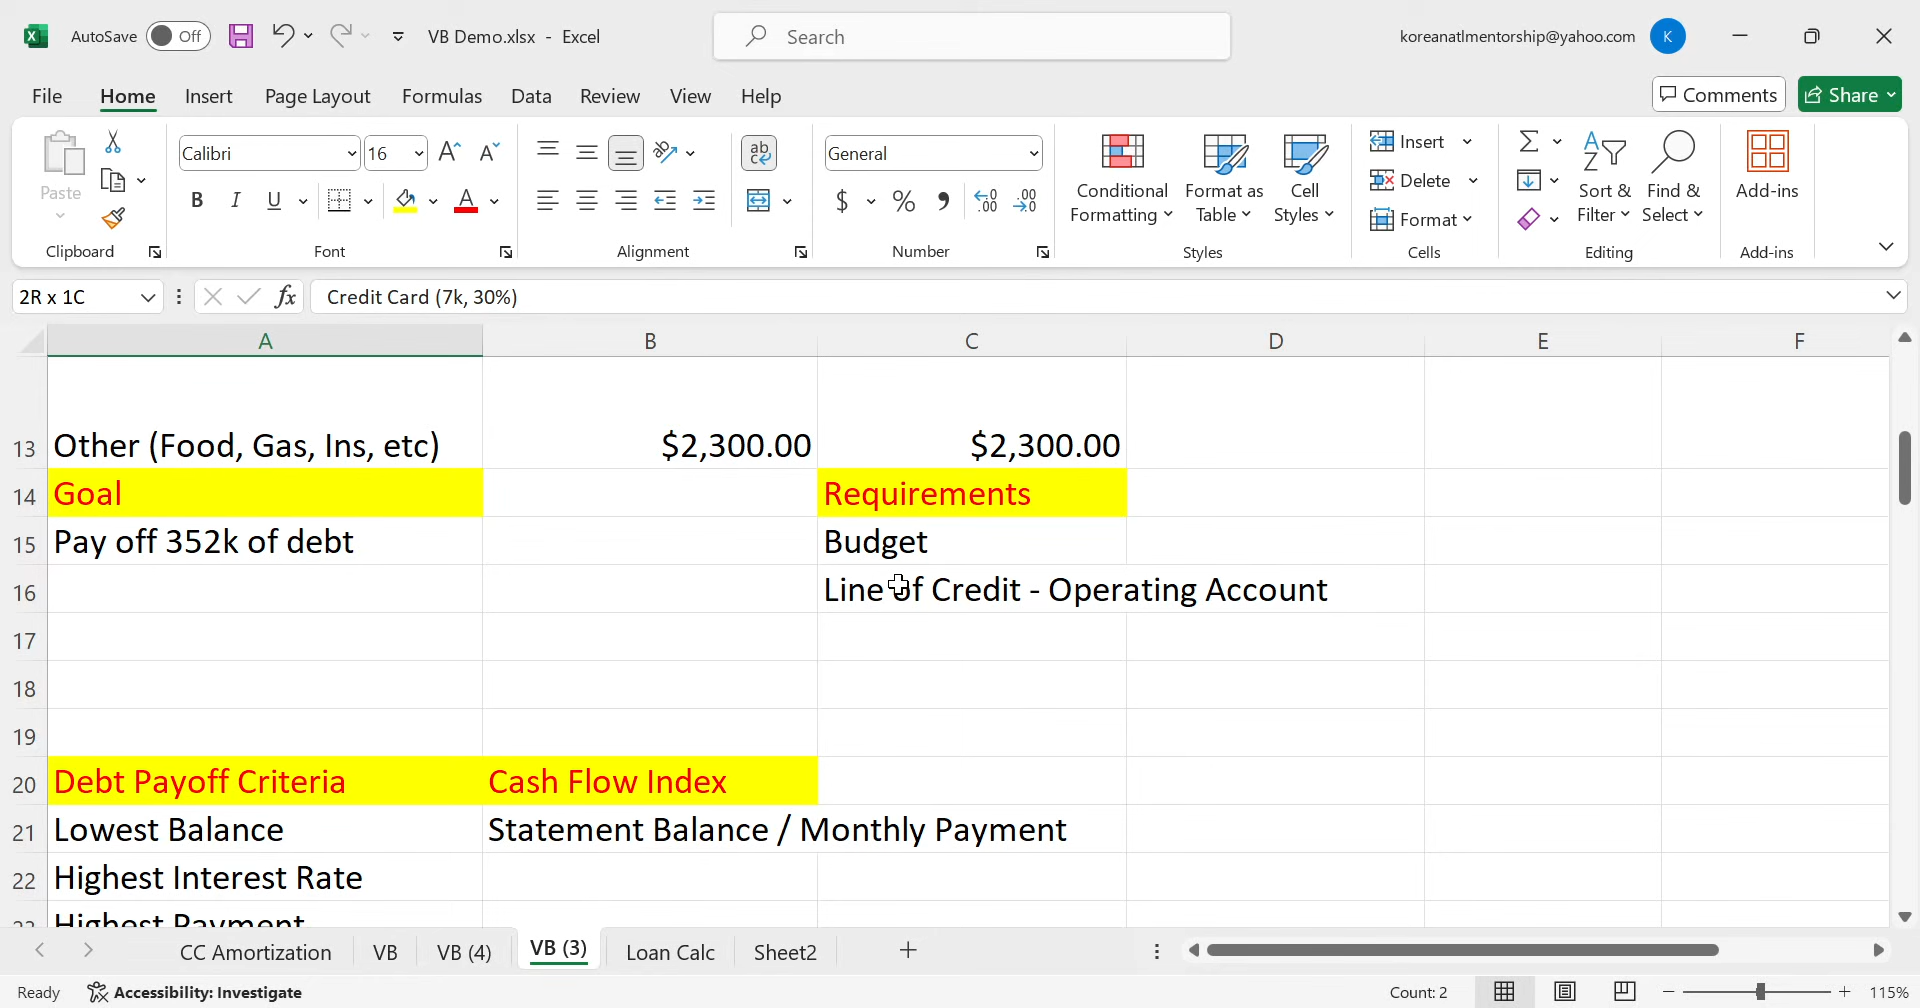 AutoSave Off VB Demo.xlsx - Excel Search koreanatlmentorship@yahoo.com K
File Home Insert Page Layout Formulas Data Review View Help Comments Share
Paste Calibri 16 General Conditional Formatting Format as Table Cell Styles Insert Delete Format Sort & Filter Find & Select Add-ins
Clipboard Font Alignment Number Styles Cells Editing Add-ins
2R x 1C fx Credit Card (7k, 30%)
A B C D E F
13 Other (Food, Gas, Ins, etc) $2,300.00 $2,300.00
14 Goal Requirements
15 Pay off 352k of debt Budget
16 Line of Credit - Operating Account
17
18
19
20 Debt Payoff Criteria Cash Flow Index
21 Lowest Balance Statement Balance / Monthly Payment
22 Highest Interest Rate
23 Highest Payment
CC Amortization VB VB (4) VB (3) Loan Calc Sheet2
Ready Accessibility: Investigate Count: 2 115%